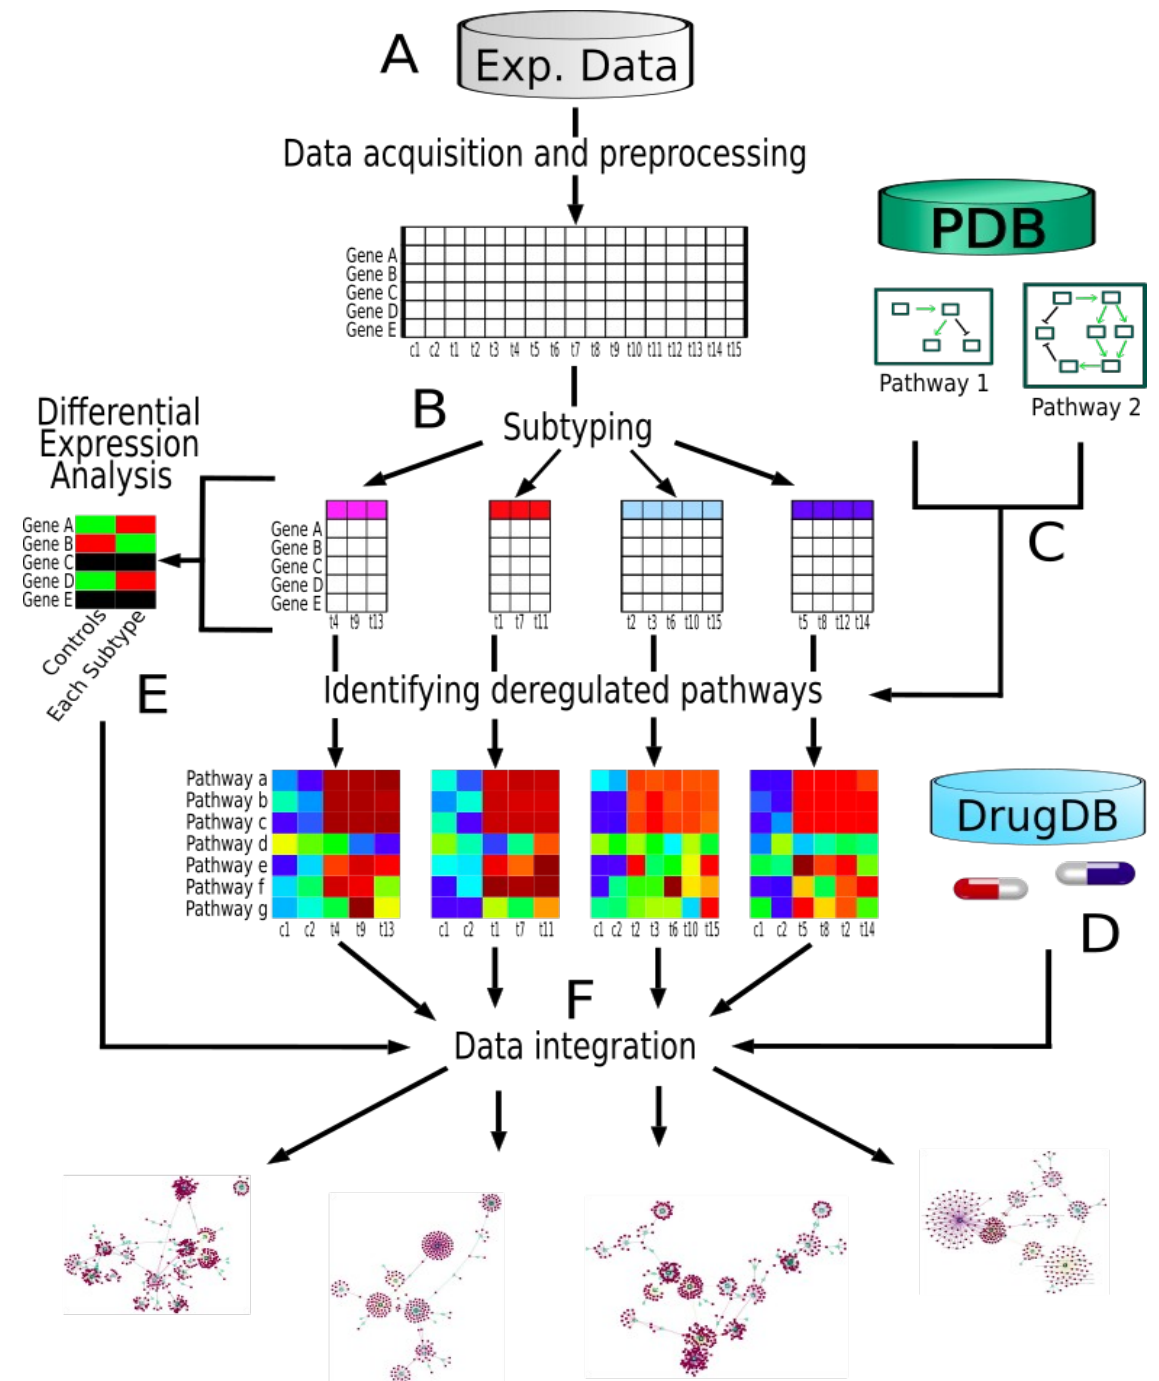 A
Exp. Data
Data acquisition and preprocessing
PDB
Gene A
Gene B
Gene C
Gene D
Gene E
c1 c2 t1 t2 t3 t4 t5 t6 t7 t8 t9 t10 t11 t12 t13 t14 t15
Pathway 1
Pathway 2
B
Subtyping
Differential
Expression
Analysis
Gene A
Gene B
Gene C
Gene D
Gene E
Controls
Each Subtype
Gene A
Gene B
Gene C
Gene D
Gene E
t4 t9 t13
t1 t7 t11
t2 t3 t6 t10 t15
t5 t8 t12 t14
C
E
Identifying deregulated pathways
Pathway a
Pathway b
Pathway c
Pathway d
Pathway e
Pathway f
Pathway g
c1 c2 t4 t9 t13
c1 c2 t1 t7 t11
c1 c2 t2 t3 t6 t10 t15
c1 c2 t5 t8 t2 t14
DrugDB
D
F
Data integration